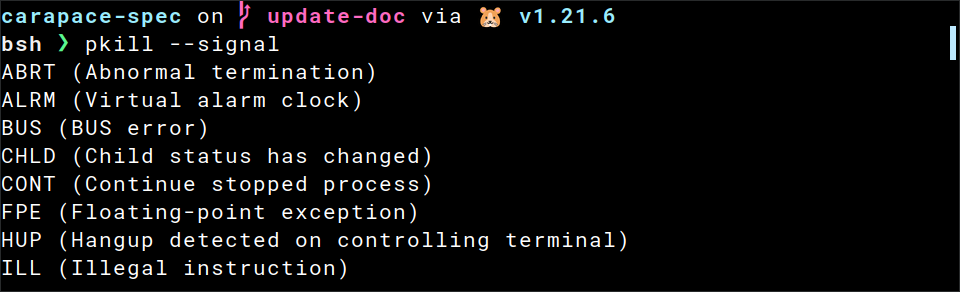 carapace-spec on update-doc via 🐹 v1.21.6
bsh ❯ pkill --signal
ABRT (Abnormal termination)
ALRM (Virtual alarm clock)
BUS (BUS error)
CHLD (Child status has changed)
CONT (Continue stopped process)
FPE (Floating-point exception)
HUP (Hangup detected on controlling terminal)
ILL (Illegal instruction)